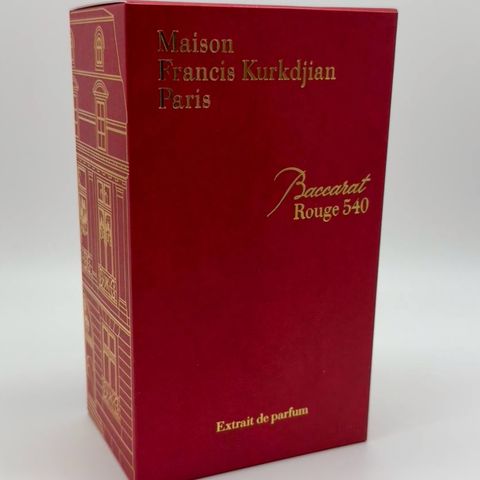 Maison
Francis Kurkdjian
Paris
Baccarat
Rouge 540
Extrait de parfum